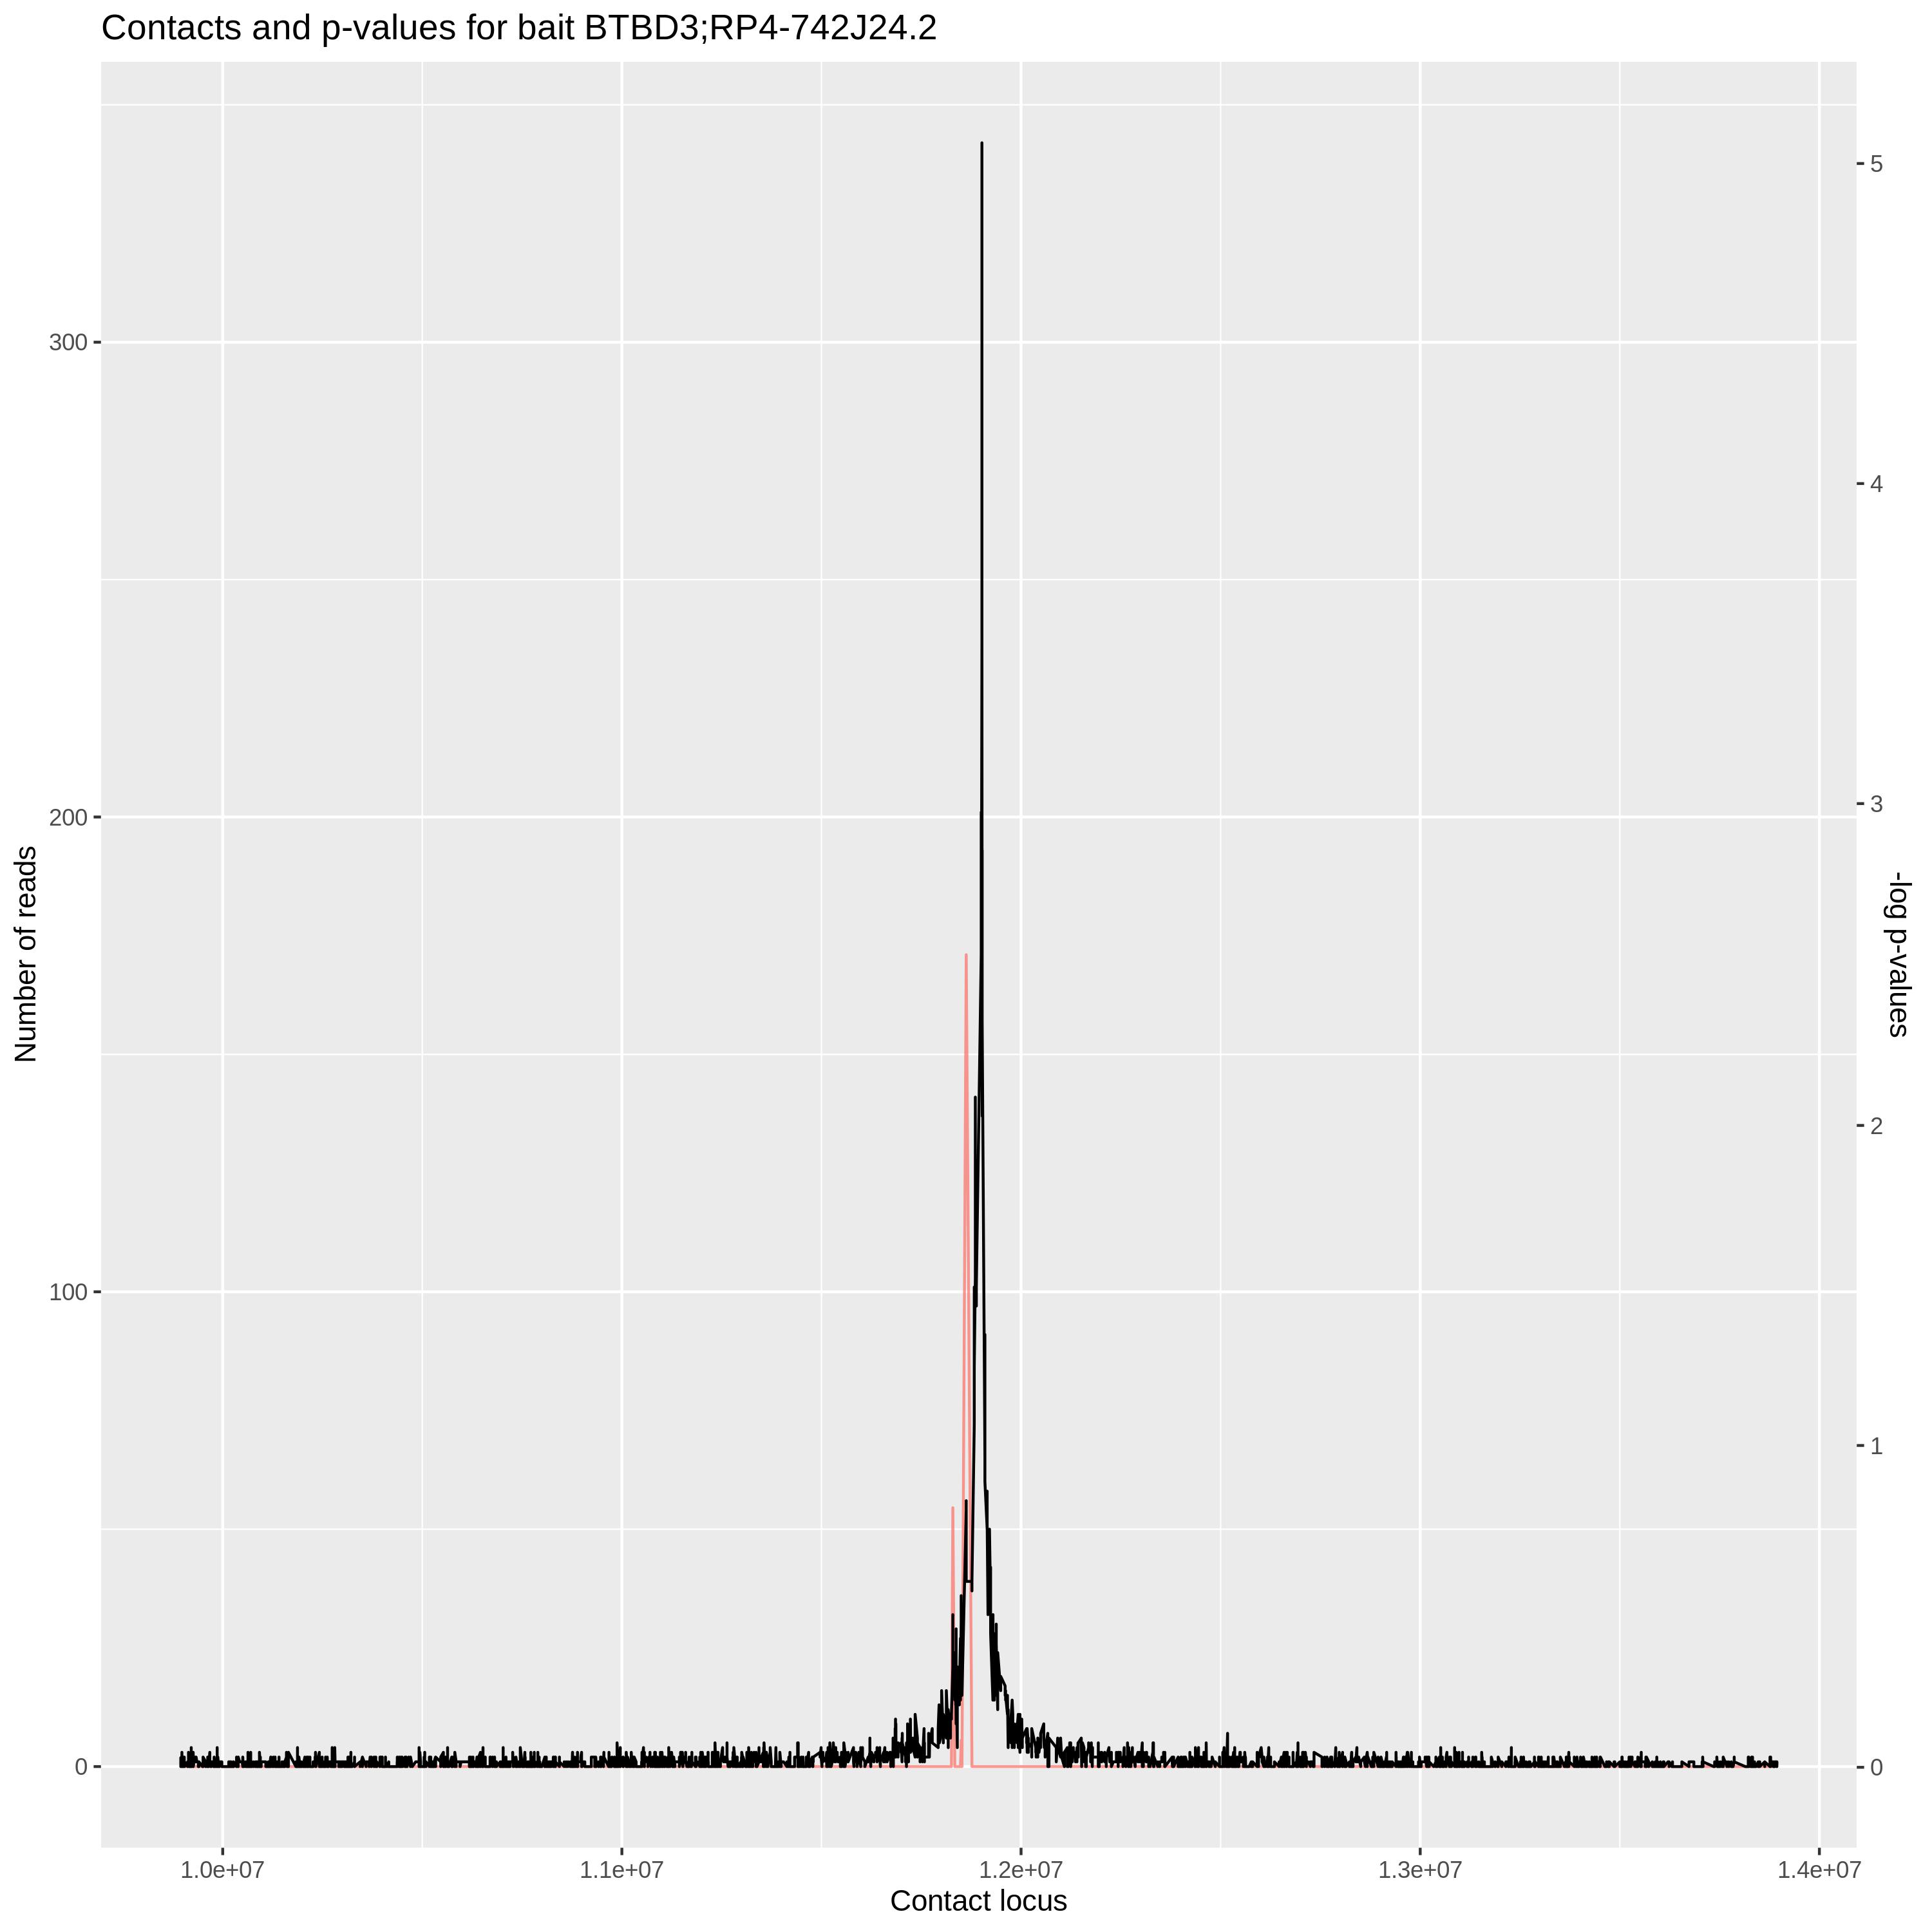 Contacts and p-values for bait BTBD3;RP4-742J24.2
Number of reads
300
200
100
0
5
4
3
2
1
0
-log p-values
1.0e+07 1.1e+07 1.2e+07 1.3e+07 1.4e+07
Contact locus